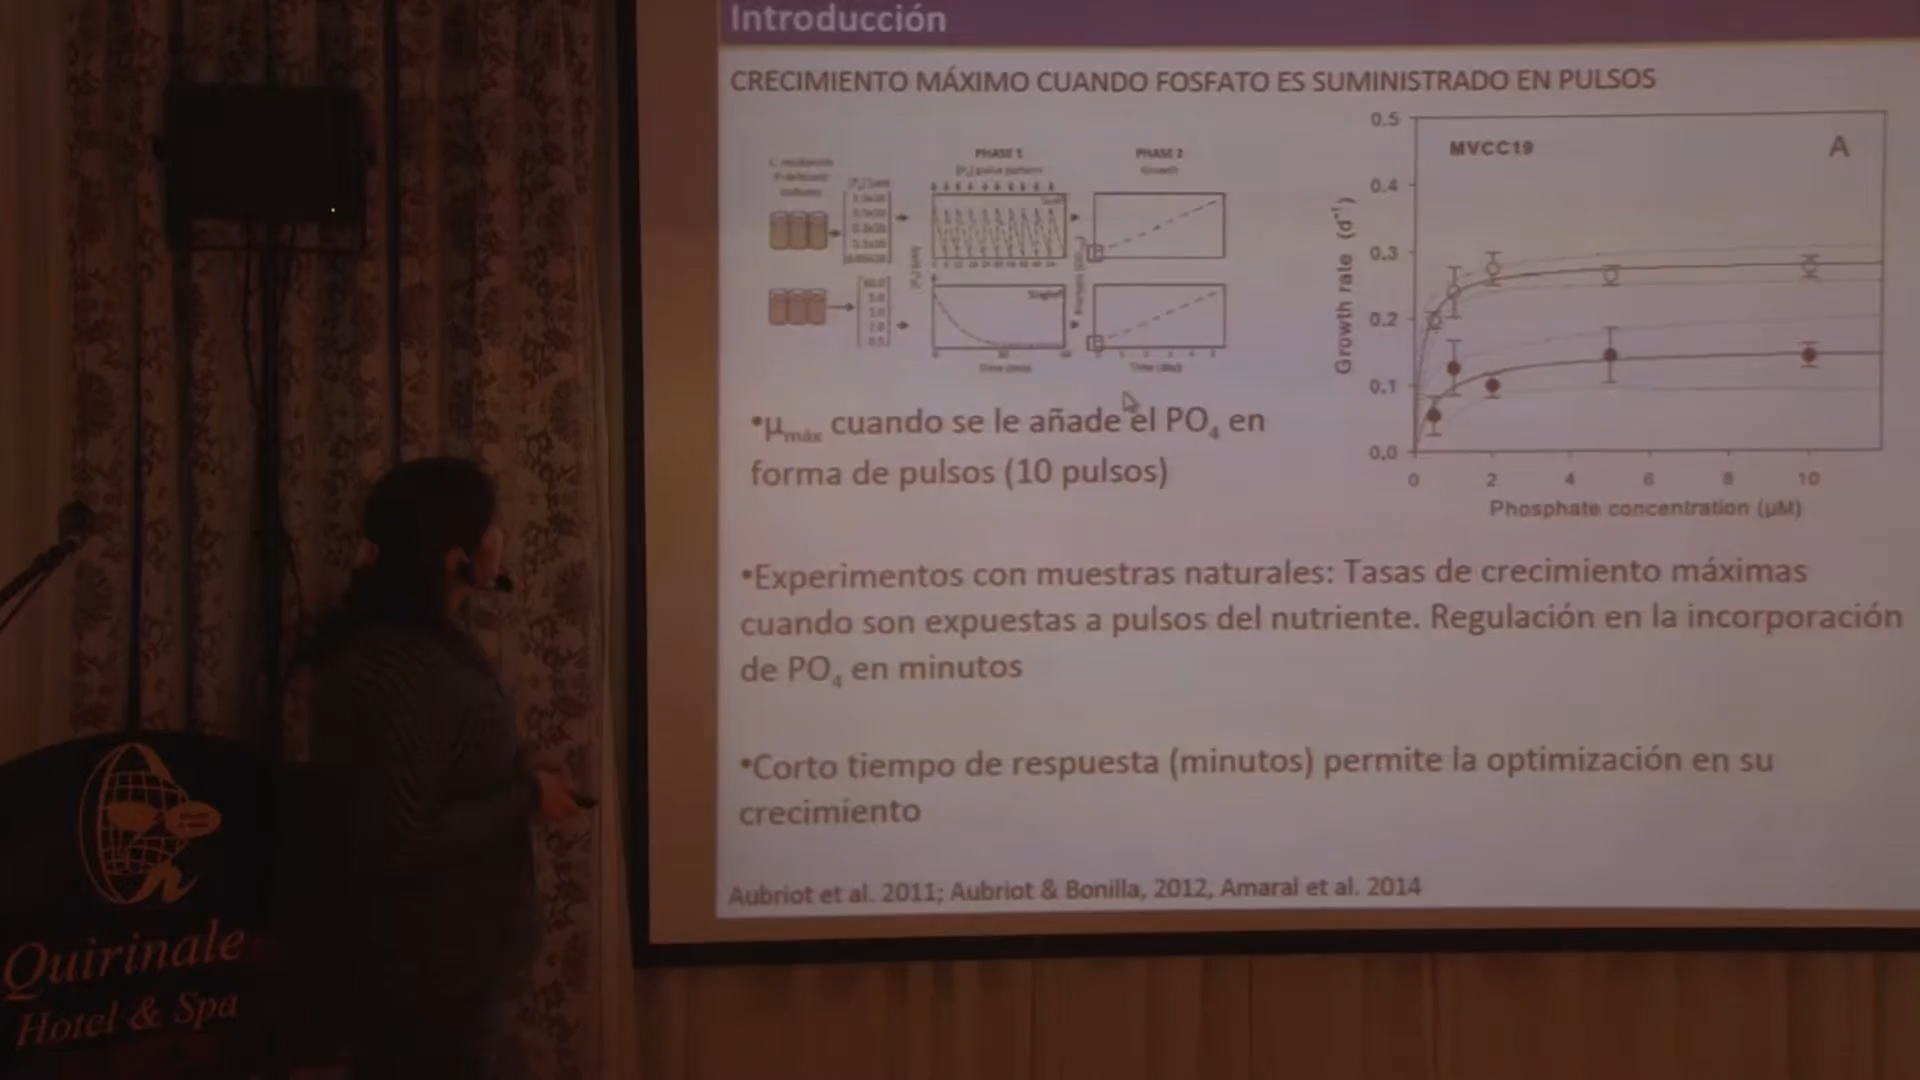 Introducción
CRECIMIENTO MÁXIMO CUANDO FOSFATO ES SUMINISTRADO EN PULSOS
PHASE 1
PHASE 2
Growth
MVCC19
A
Growth rate (d⁻¹)
0.5
0.4
0.3
0.2
0.1
0.0
0 2 4 6 8 10
Phosphate concentration (µM)
•µmáx cuando se le añade el PO4 en
forma de pulsos (10 pulsos)
•Experimentos con muestras naturales: Tasas de crecimiento máximas
cuando son expuestas a pulsos del nutriente. Regulación en la incorporación
de PO4 en minutos
•Corto tiempo de respuesta (minutos) permite la optimización en su
crecimiento
Aubriot et al. 2011; Aubriot & Bonilla, 2012, Amaral et al. 2014
Quirinale
Hotel & Spa